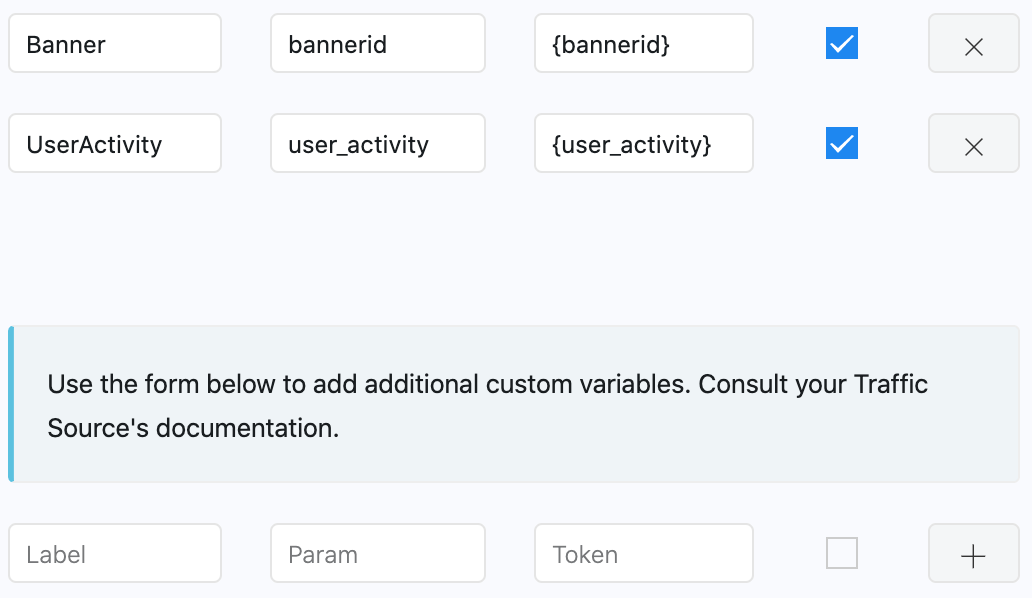 Banner bannerid {bannerid}
UserActivity user_activity {user_activity}
Use the form below to add additional custom variables. Consult your Traffic
Source's documentation.
Label Param Token